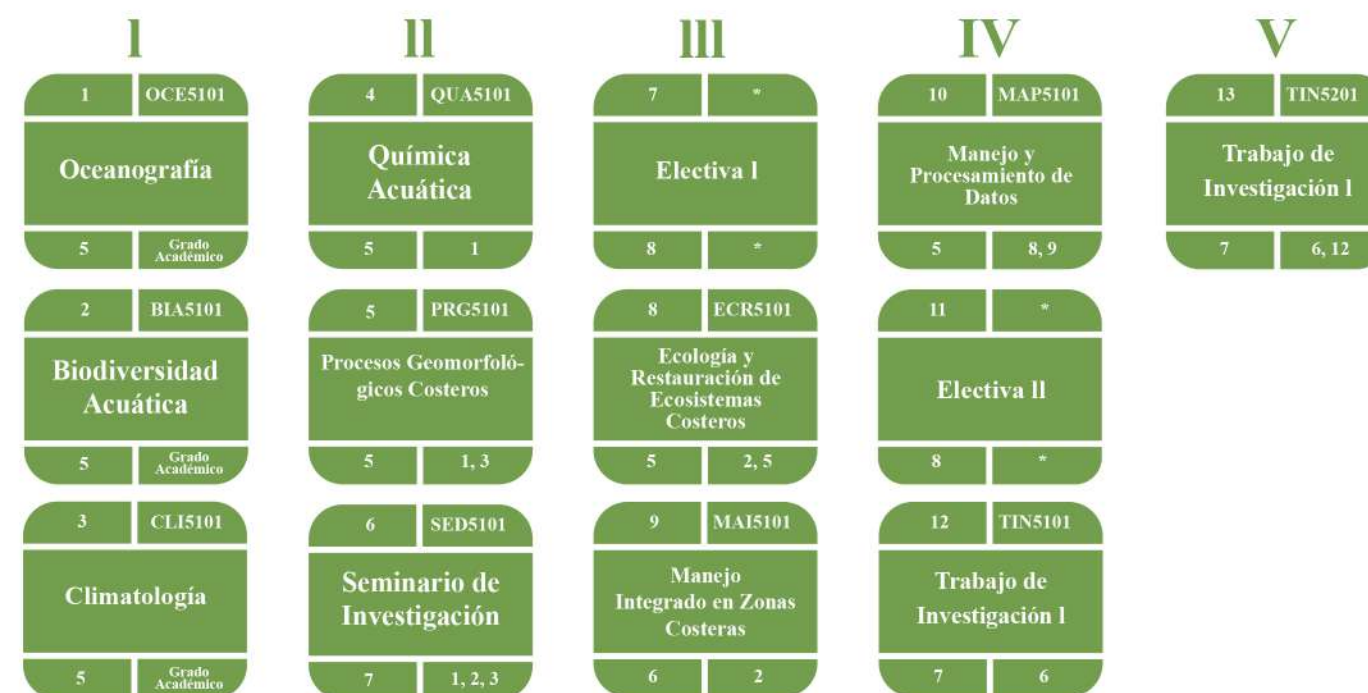 I
1 OCE5101
Oceanografía
5 Grado
Académico
2 BIA5101
Biodiversidad
Acuática
5 Grado
Académico
3 CLI5101
Climatología
5 Grado
Académico
II
4 QUA5101
Química
Acuática
5 1
5 PRG5101
Procesos Geomorfoló-
gicos Costeros
5 1, 3
6 SED5101
Seminario de
Investigación
7 1, 2, 3
III
7 *
Electiva I
8 *
8 ECR5101
Ecología y
Restauración de
Ecosistemas
Costeros
5 2, 5
9 MAI5101
Manejo
Integrado en Zonas
Costeras
6 2
IV
10 MAP5101
Manejo y
Procesamiento de
Datos
5 8, 9
11 *
Electiva II
8 *
12 TIN5101
Trabajo de
Investigación I
7 6
V
13 TIN5201
Trabajo de
Investigación I
7 6, 12